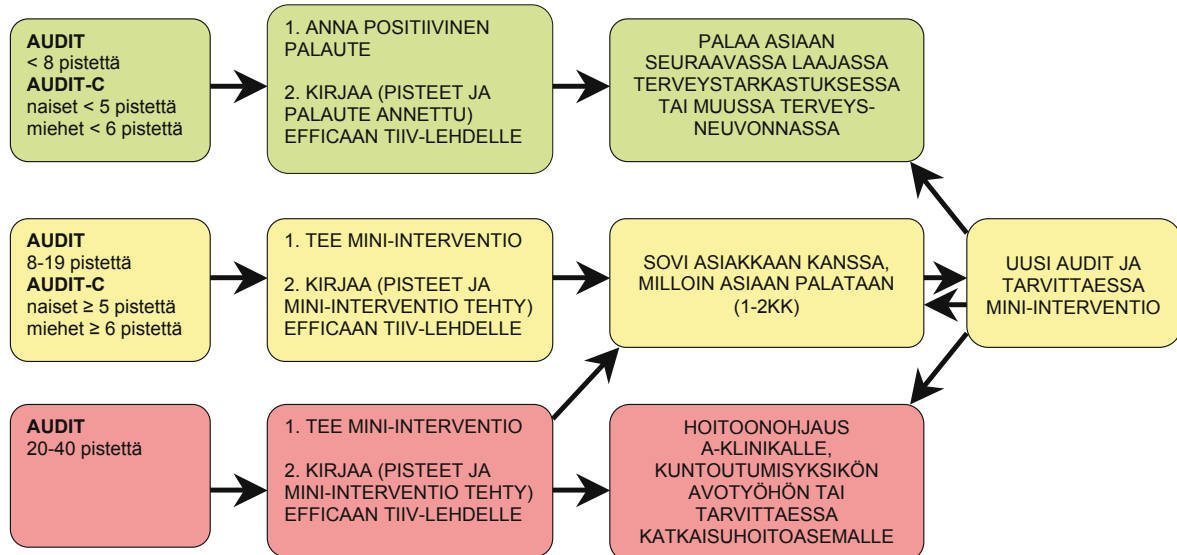 AUDIT
< 8 pistettä
AUDIT-C
naiset < 5 pistettä
miehet < 6 pistettä
1. ANNA POSITIIVINEN
PALAUTE
2. KIRJAA (PISTEET JA
PALAUTE ANNETTU)
EFFICAAN TIIV-LEHDELLE
PALAA ASIAAN
SEURAAVASSA LAAJASSA
TERVEYSTARKASTUKSESSA
TAI MUUSSA TERVEYS-
NEUVONNASSA
AUDIT
8-19 pistettä
AUDIT-C
naiset ≥ 5 pistettä
miehet ≥ 6 pistettä
1. TEE MINI-INTERVENTIO
2. KIRJAA (PISTEET JA
MINI-INTERVENTIO TEHTY)
EFFICAAN TIIV-LEHDELLE
SOVI ASIAKKAAN KANSSA,
MILLOIN ASIAAN PALATAAN
(1-2KK)
UUSI AUDIT JA
TARVITTAESSA
MINI-INTERVENTIO
AUDIT
20-40 pistettä
1. TEE MINI-INTERVENTIO
2. KIRJAA (PISTEET JA
MINI-INTERVENTIO TEHTY)
EFFICAAN TIIV-LEHDELLE
HOITOONOHJAUS
A-KLINIKALLE,
KUNTOUTUMISYKSIKÖN
AVOTYÖHÖN TAI
TARVITTAESSA
KATKAISUHOITOASEMALLE